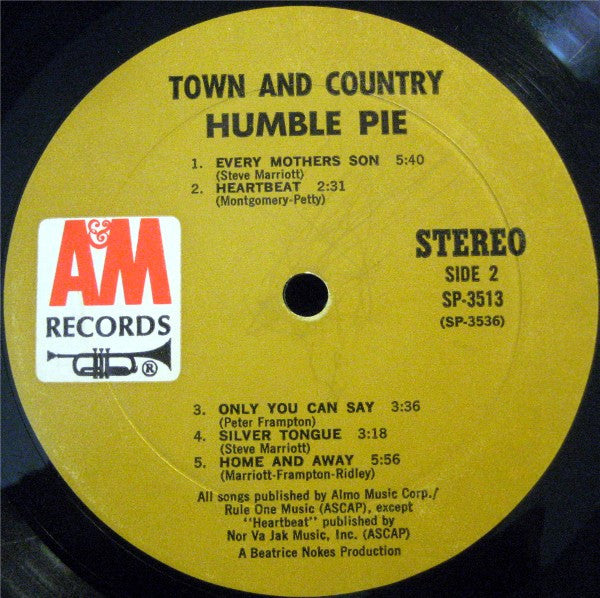 TOWN AND COUNTRY
HUMBLE PIE
1. EVERY MOTHERS SON 5:40
(Steve Marriott)
2. HEARTBEAT 2:31
(Montgomery-Petty)
A&M
RECORDS
®
STEREO
SIDE 2
SP-3513
(SP-3536)
3. ONLY YOU CAN SAY 3:36
(Peter Frampton)
4. SILVER TONGUE 3:18
(Steve Marriott)
5. HOME AND AWAY 5:56
(Marriott-Frampton-Ridley)
All songs published by Almo Music Corp./
Rule One Music (ASCAP), except
"Heartbeat" published by
Nor Va Jak Music, Inc. (ASCAP)
A Beatrice Nokes Production